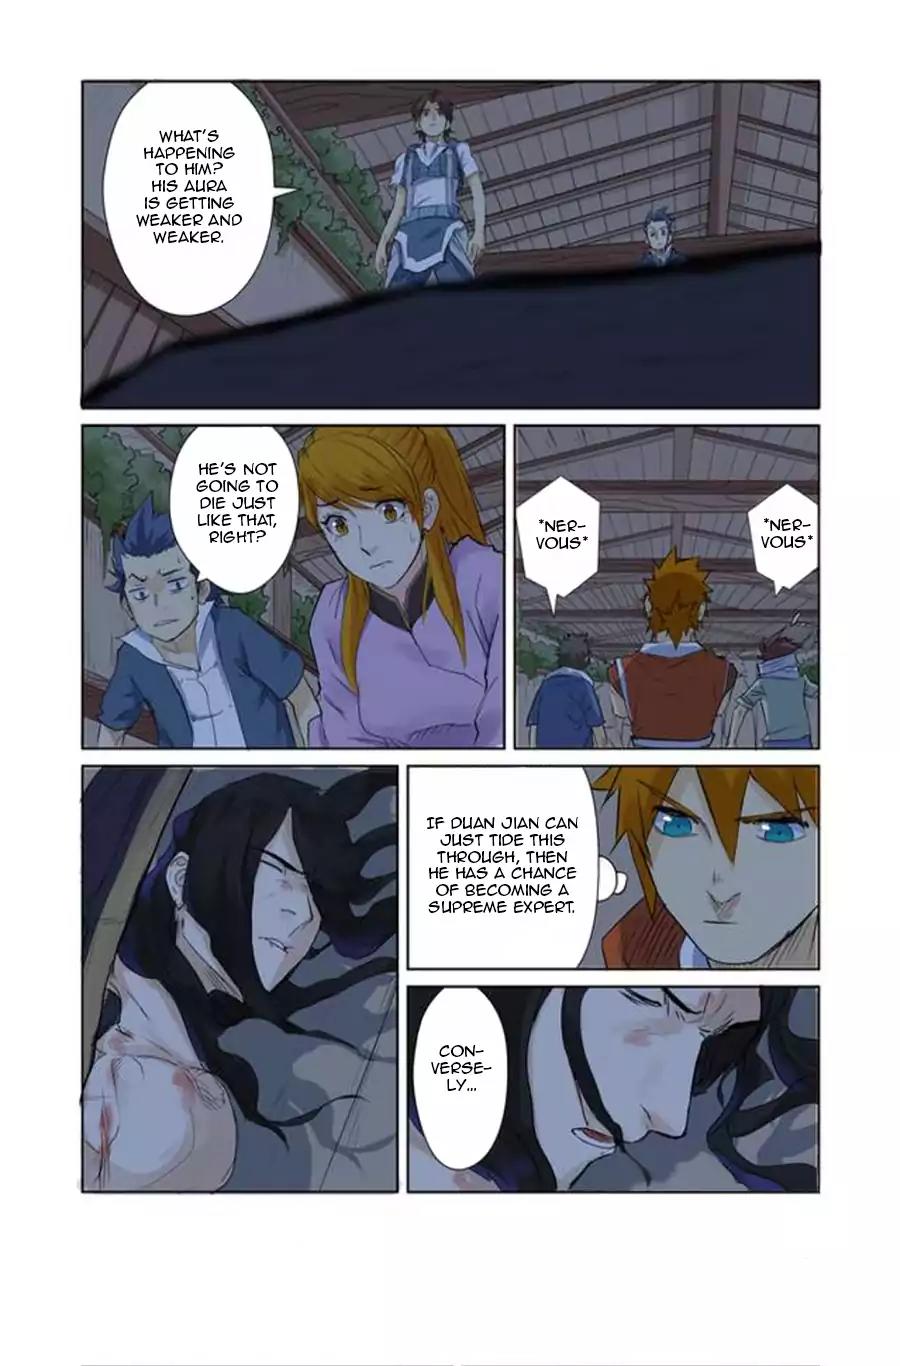 WHAT'S
HAPPENING
TO HIM?
HIS AURA
IS GETTING
WEAKER AND
WEAKER.
HE'S NOT
GOING TO
DIE JUST
LIKE THAT,
RIGHT?
*NER-
VOUS*
*NER-
VOUS*
IF DUAN JIAN CAN
JUST TIDE THIS
THROUGH, THEN
HE HAS A CHANCE
OF BECOMING A
SUPREME EXPERT.
CON-
VERSE-
LY...